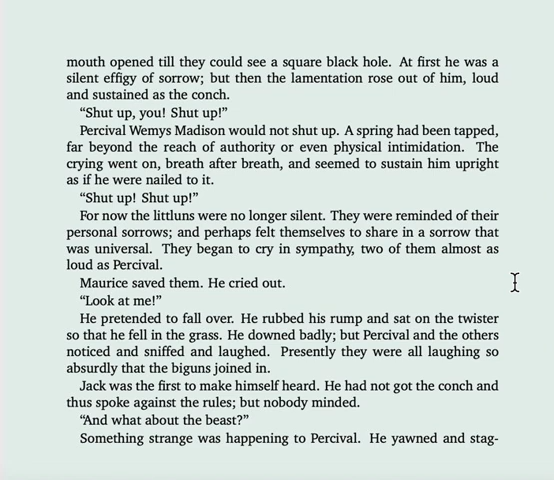 mouth opened till they could see a square black hole. At first he was a
silent effigy of sorrow; but then the lamentation rose out of him, loud
and sustained as the conch.
“Shut up, you! Shut up!”
Percival Wemys Madison would not shut up. A spring had been tapped,
far beyond the reach of authority or even physical intimidation. The
crying went on, breath after breath, and seemed to sustain him upright
as if he were nailed to it.
“Shut up! Shut up!”
For now the littluns were no longer silent. They were reminded of their
personal sorrows; and perhaps felt themselves to share in a sorrow that
was universal. They began to cry in sympathy, two of them almost as
loud as Percival.
Maurice saved them. He cried out.
“Look at me!”
He pretended to fall over. He rubbed his rump and sat on the twister
so that he fell in the grass. He downed badly; but Percival and the others
noticed and sniffed and laughed. Presently they were all laughing so
absurdly that the biguns joined in.
Jack was the first to make himself heard. He had not got the conch and
thus spoke against the rules; but nobody minded.
“And what about the beast?”
Something strange was happening to Percival. He yawned and stag-